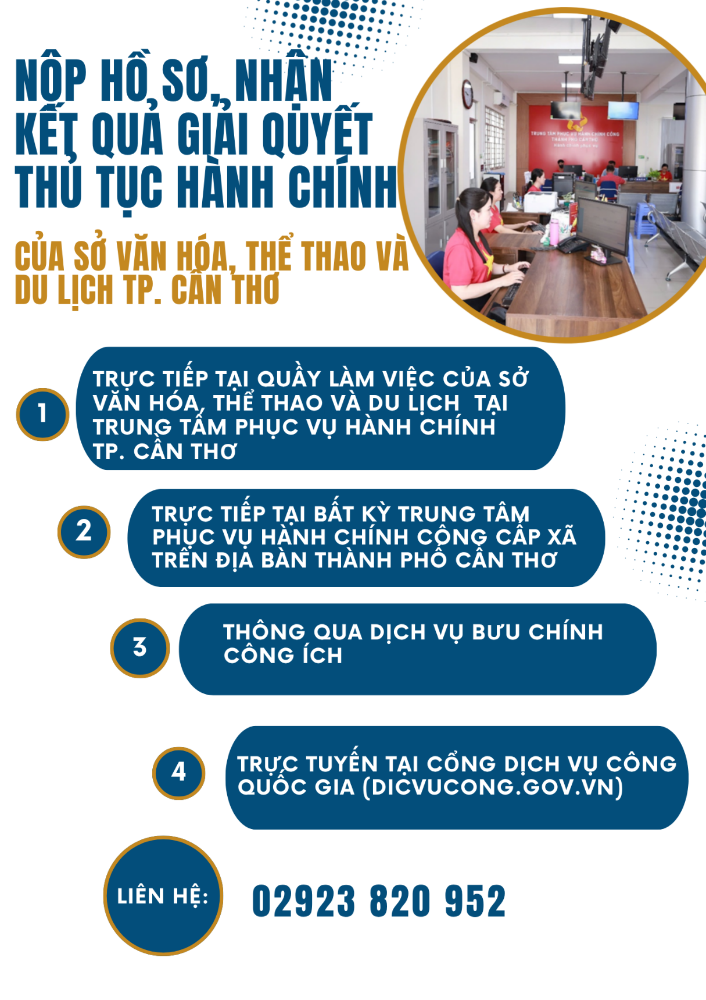 NỘP HỒ SƠ, NHẬN
KẾT QUẢ GIẢI QUYẾT
THỦ TỤC HÀNH CHÍNH
CỦA SỞ VĂN HÓA, THỂ THAO VÀ
DU LỊCH TP. CẦN THƠ
TRUNG TÂM PHỤC VỤ HÀNH CHÍNH CÔNG
THÀNH PHỐ CẦN THƠ
1
TRỰC TIẾP TẠI QUẦY LÀM VIỆC CỦA SỞ
VĂN HÓA, THỂ THAO VÀ DU LỊCH TẠI
TRUNG TÂM PHỤC VỤ HÀNH CHÍNH
TP. CẦN THƠ
2
TRỰC TIẾP TẠI BẤT KỲ TRUNG TÂM
PHỤC VỤ HÀNH CHÍNH CÔNG CẤP XÃ
TRÊN ĐỊA BÀN THÀNH PHỐ CẦN THƠ
3
THÔNG QUA DỊCH VỤ BƯU CHÍNH
CÔNG ÍCH
4
TRỰC TUYẾN TẠI CỔNG DỊCH VỤ CÔNG
QUỐC GIA (DICVUCONG.GOV.VN)
LIÊN HỆ:
02923 820 952